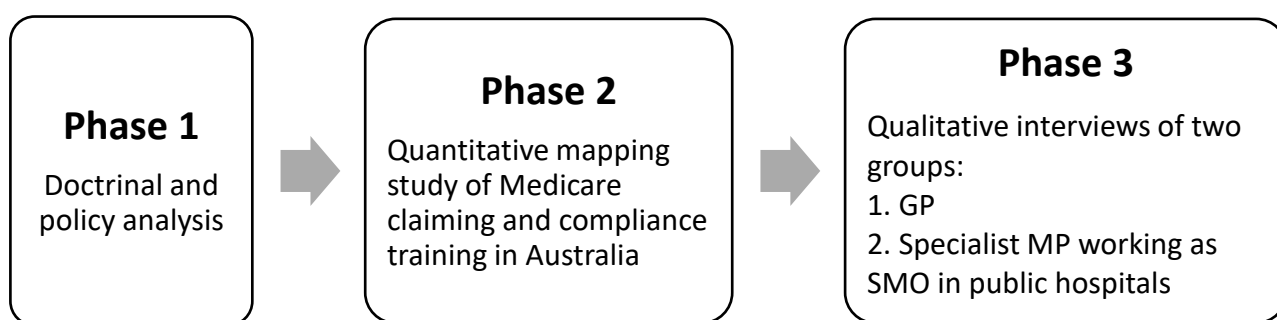 Phase 1
Doctrinal and
policy analysis
Phase 2
Quantitative mapping
study of Medicare
claiming and compliance
training in Australia
Phase 3
Qualitative interviews of two
groups:
1. GP
2. Specialist MP working as
SMO in public hospitals